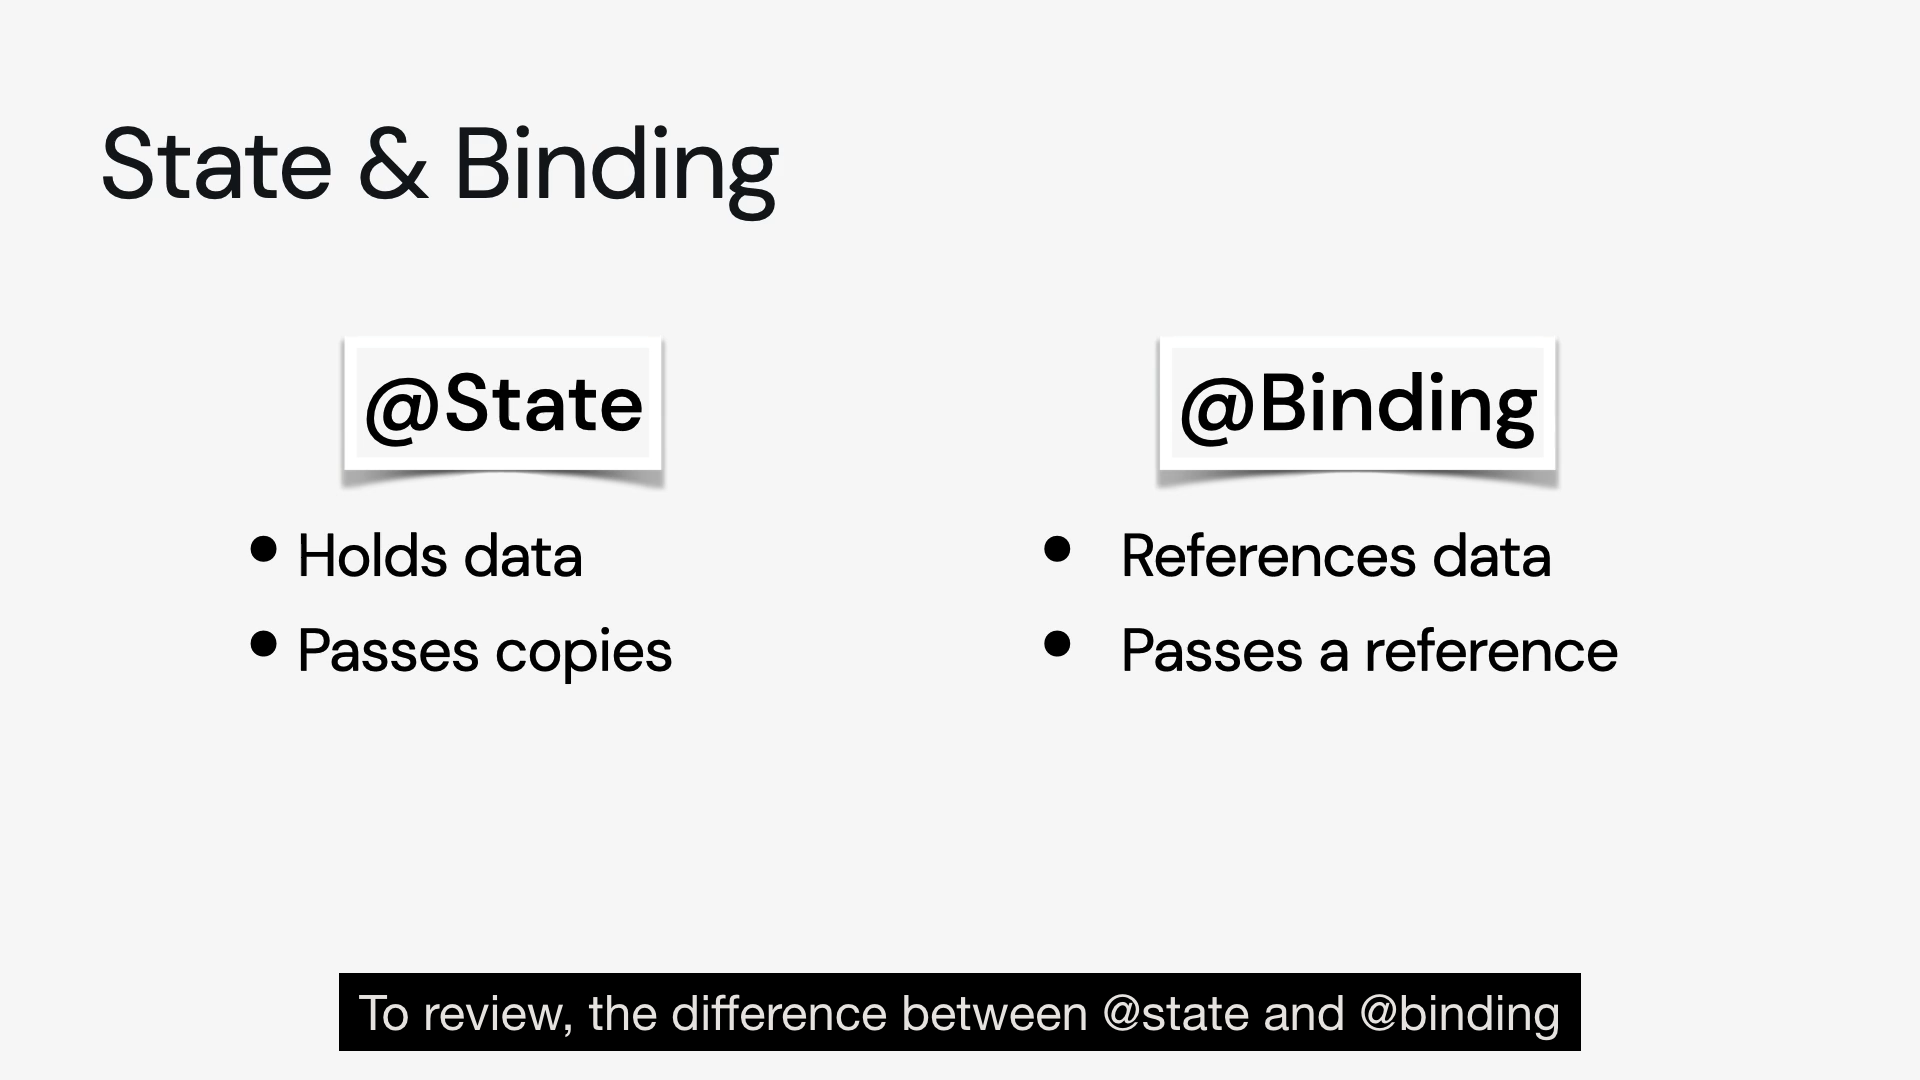 State & Binding
@State
• Holds data
• Passes copies
@Binding
• References data
• Passes a reference
To review, the difference between @state and @binding